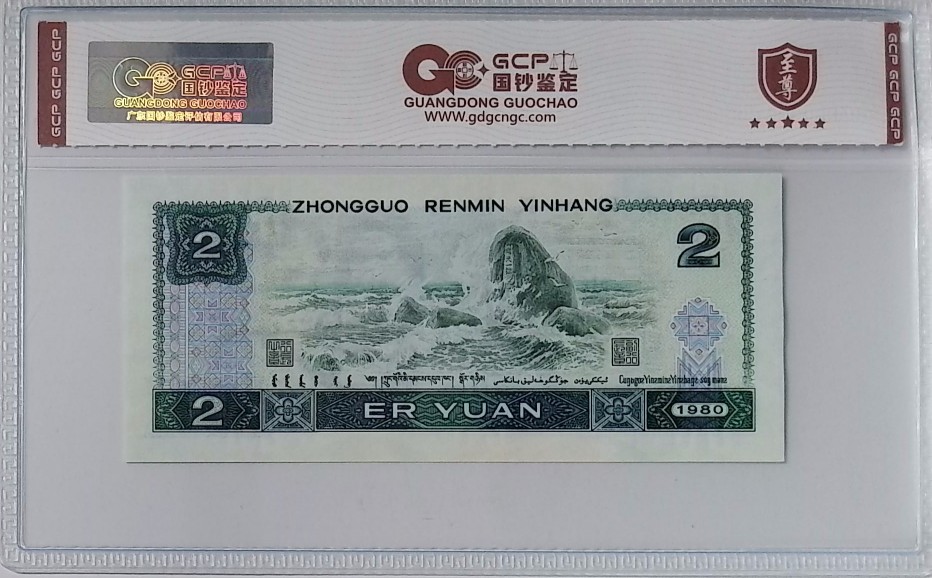 GCP GCP GCP
GCP
国钞鉴定
GUANGDONG GUOCHAO
广东国钞鉴定评估有限公司
GCP
国钞鉴定
GUANGDONG GUOCHAO
www.gdgcngc.com
至尊
GCP GCP GCP
ZHONGGUO RENMIN YINHANG
2
2
2
ER YUAN
1980